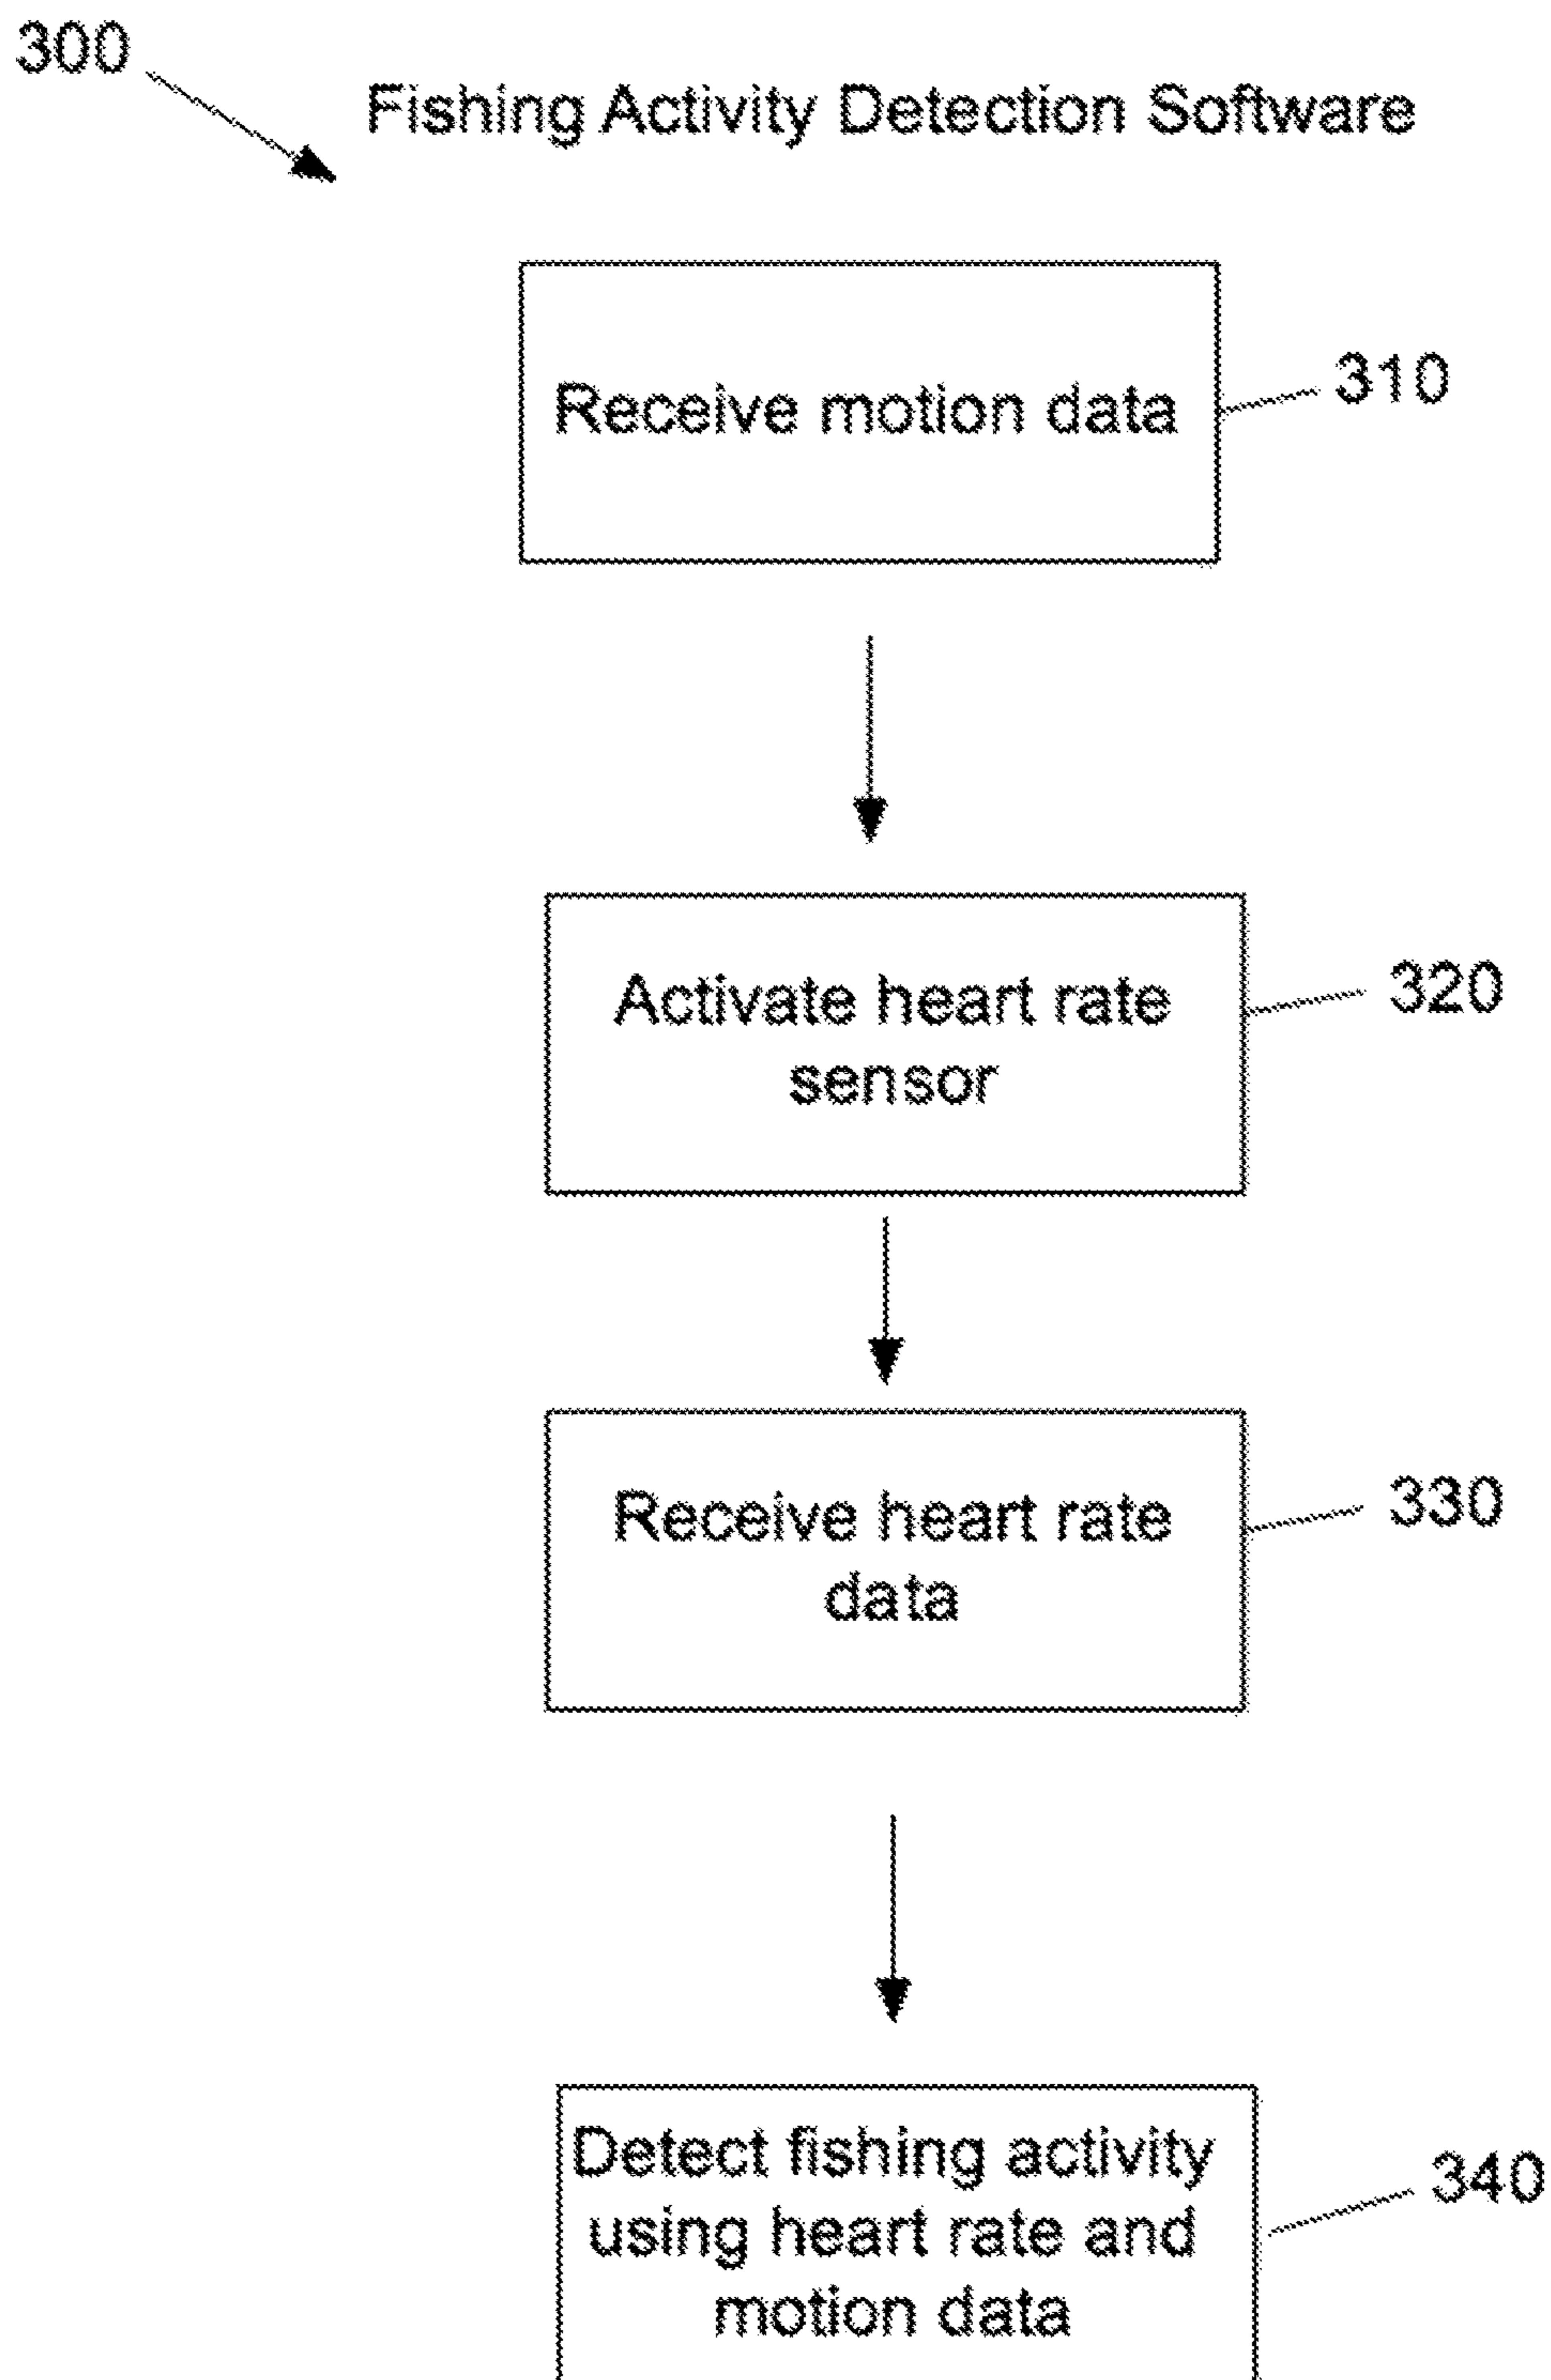 300
Fishing Activity Detection Software
Receive motion data
310
Activate heart rate
sensor
320
Receive heart rate
data
330
Detect fishing activity
using heart rate and
motion data
340